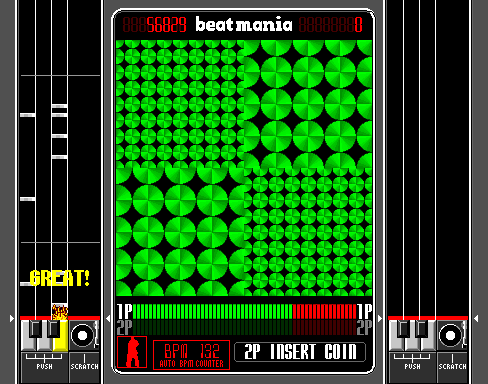 56829 beatmania 0
GREAT!
1P 1P
2P 2P
BPM 132
AUTO BPM COUNTER
2P INSERT COIN
PUSH SCRATCH PUSH SCRATCH